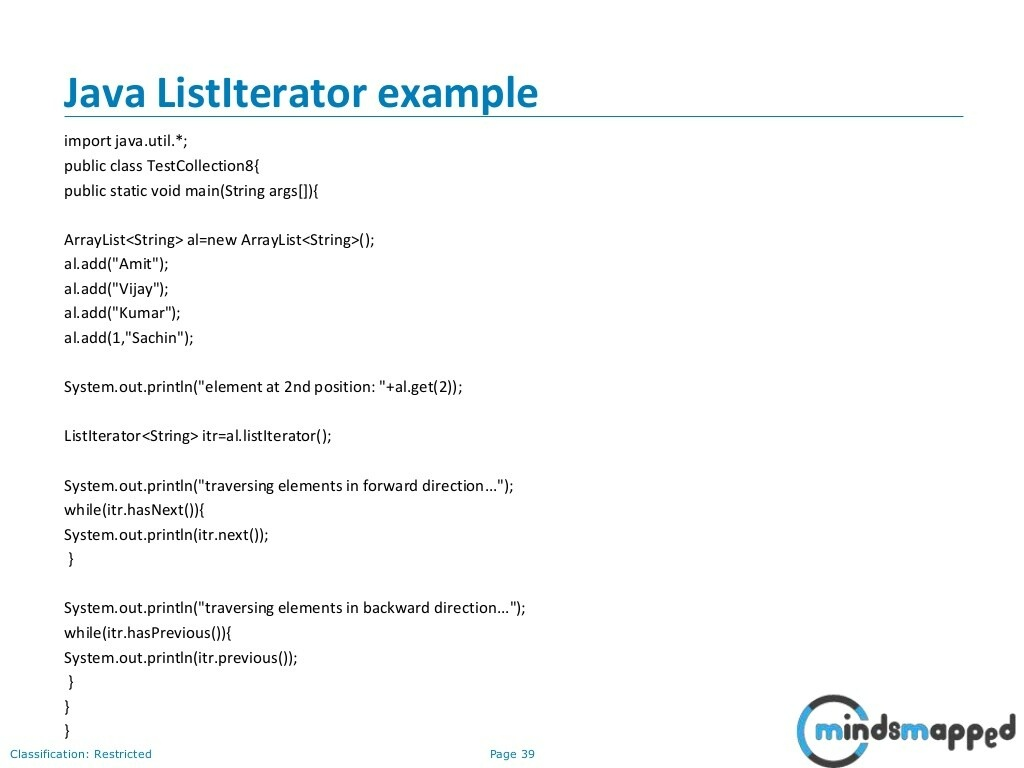 Java ListIterator example
import java.util.*;
public class TestCollection8{
public static void main(String args[]){
ArrayList<String> al=new ArrayList<String>();
al.add("Amit");
al.add("Vijay");
al.add("Kumar");
al.add(1,"Sachin");
System.out.println("element at 2nd position: "+al.get(2));
ListIterator<String> itr=al.listIterator();
System.out.println("traversing elements in forward direction...");
while(itr.hasNext()){
System.out.println(itr.next());
}
System.out.println("traversing elements in backward direction...");
while(itr.hasPrevious()){
System.out.println(itr.previous());
}
}
}
mindsmapped
Classification: Restricted Page 39